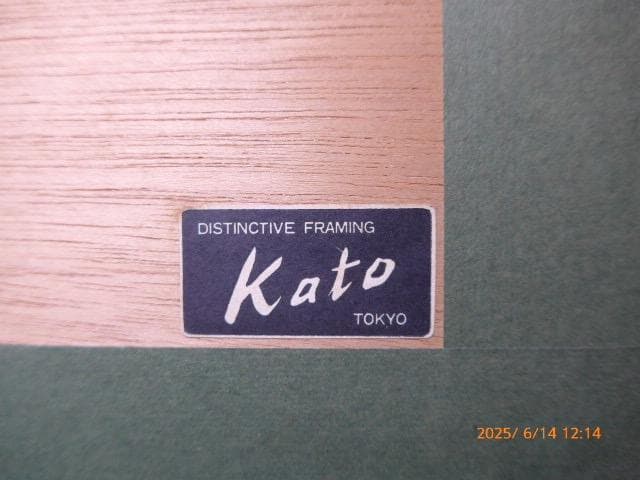 DISTINCTIVE FRAMING
Kato
TOKYO
2025/ 6/14 12:14